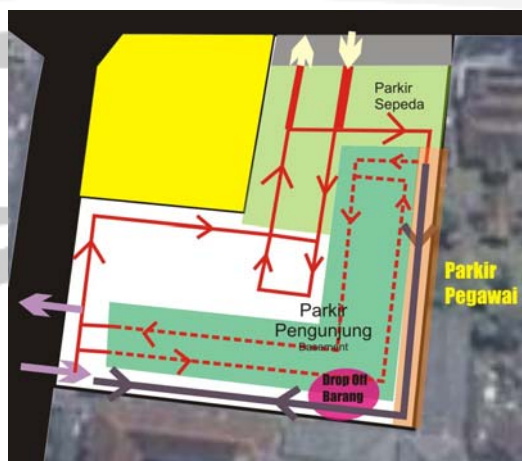 Parkir
Sepeda
Parkir
Pegawai
Parkir
Pengunjung
Basement
Drop Off
Barang